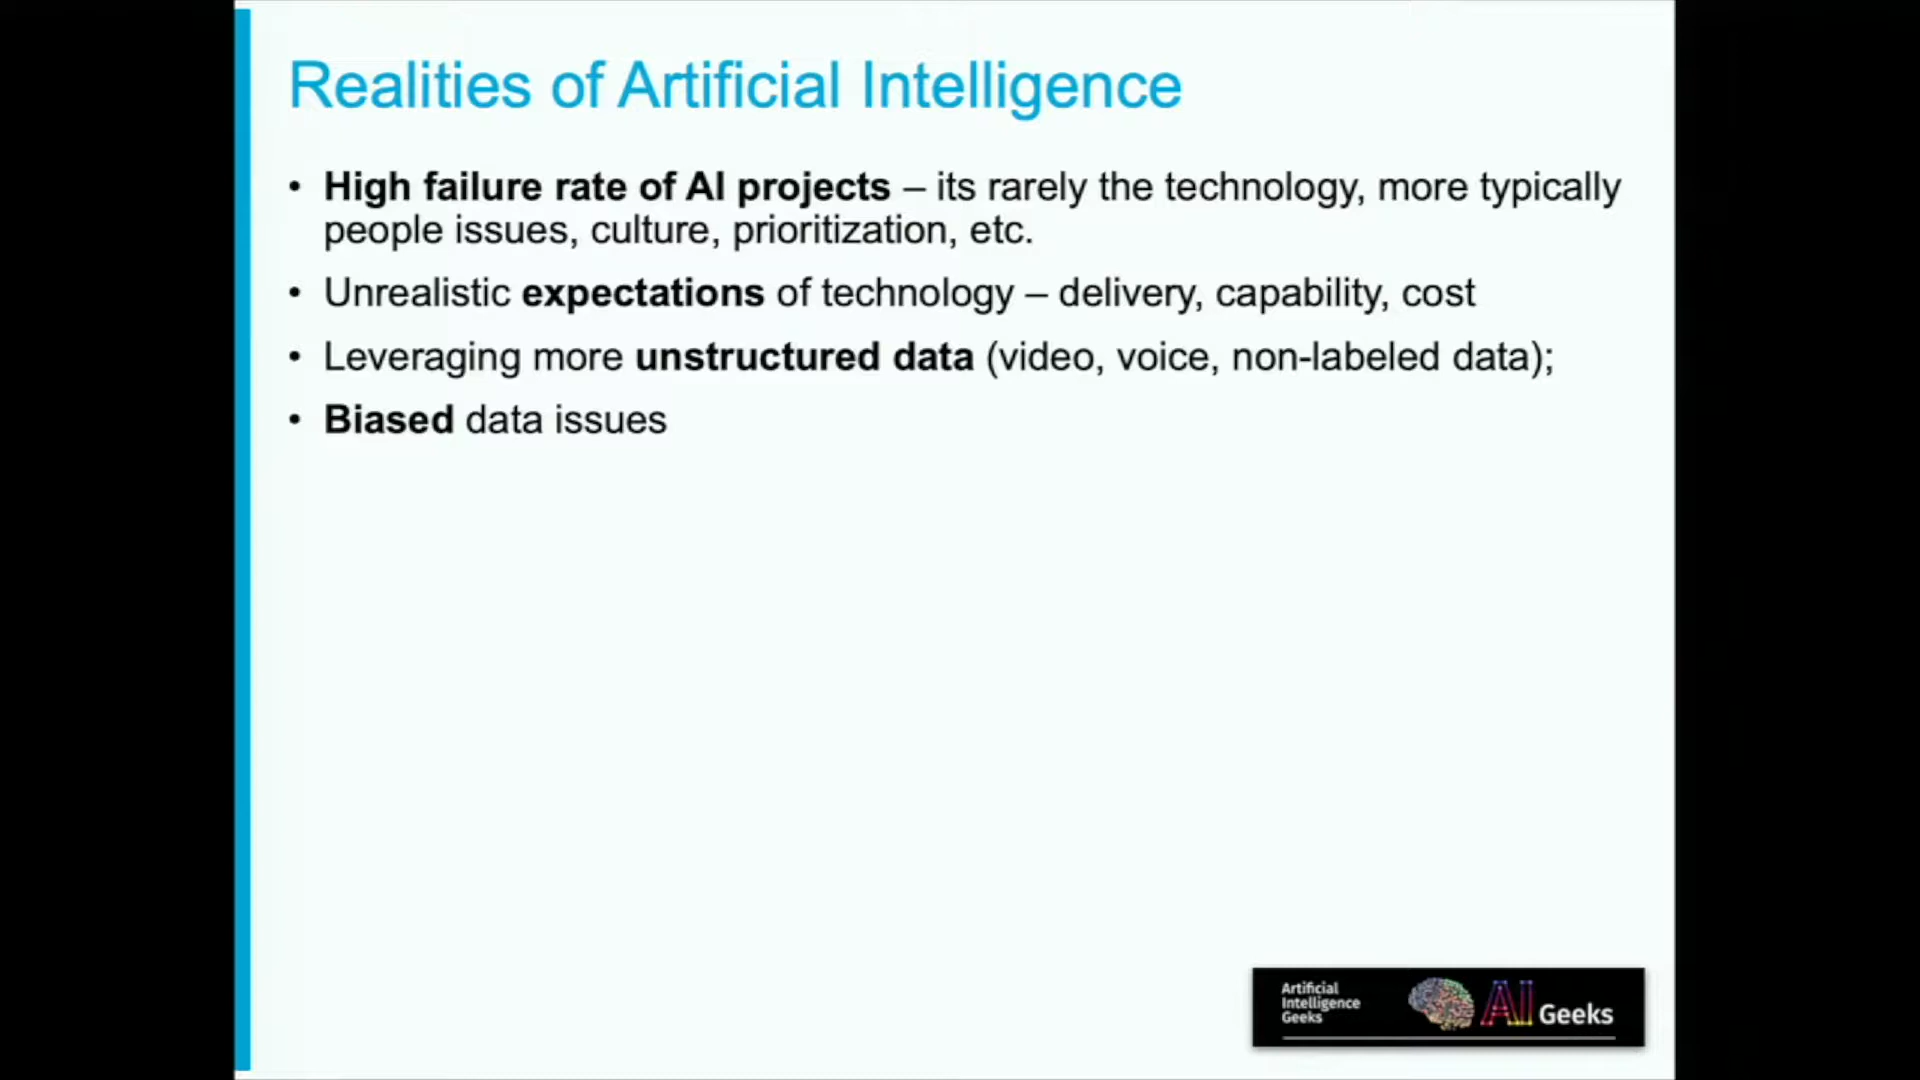 Realities of Artificial Intelligence
• High failure rate of AI projects – its rarely the technology, more typically
people issues, culture, prioritization, etc.
• Unrealistic expectations of technology – delivery, capability, cost
• Leveraging more unstructured data (video, voice, non-labeled data);
• Biased data issues
Artificial
Intelligence
Geeks
AI Geeks